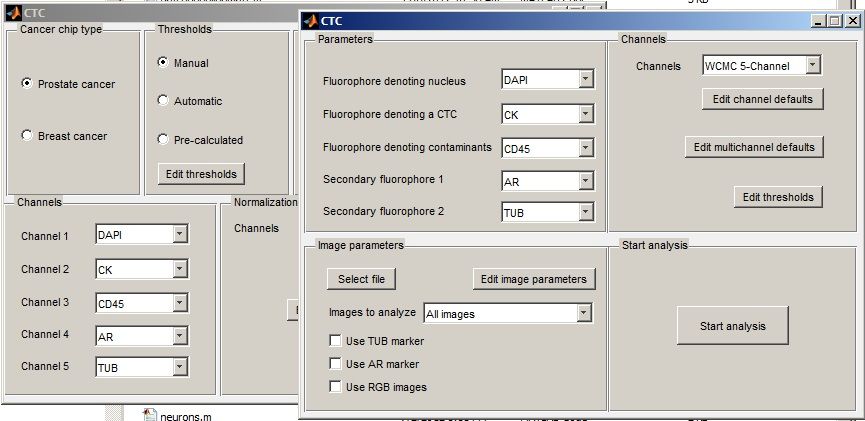 CTC
Cancer chip type
Prostate cancer
Breast cancer
Thresholds
Manual
Automatic
Pre-calculated
Edit thresholds
Channels
Channel 1 DAPI
Channel 2 CK
Channel 3 CD45
Channel 4 AR
Channel 5 TUB
Normalization
Channels
CTC
Parameters
Fluorophore denoting nucleus DAPI
Fluorophore denoting a CTC CK
Fluorophore denoting contaminants CD45
Secondary fluorophore 1 AR
Secondary fluorophore 2 TUB
Channels
Channels WCMC 5-Channel
Edit channel defaults
Edit multichannel defaults
Edit thresholds
Image parameters
Select file Edit image parameters
Images to analyze All images
Use TUB marker
Use AR marker
Use RGB images
Start analysis
Start analysis
neurons.m